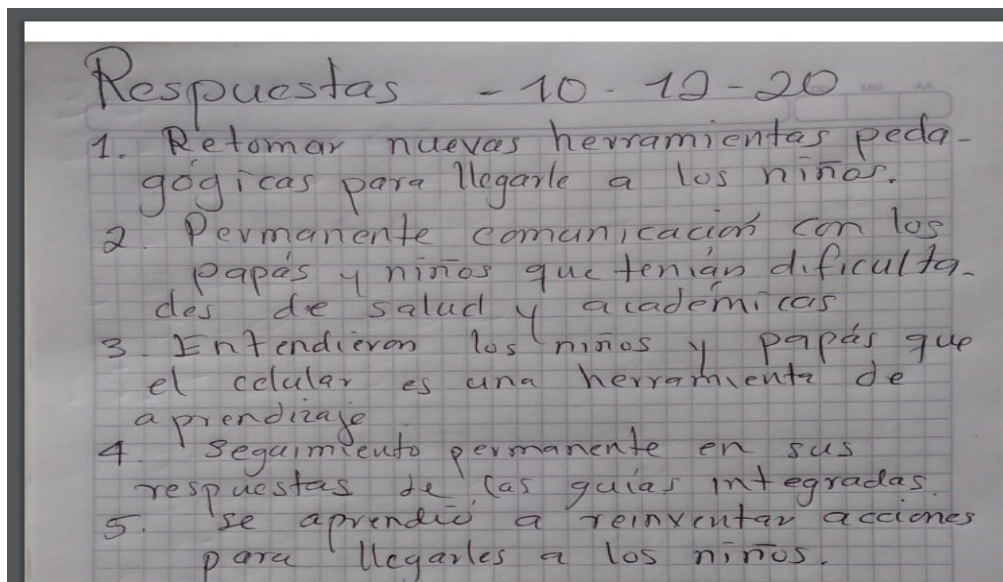 Respuestas - 10 - 12 - 20
1. Retomar nuevas herramientas peda-
gógicas para llegarle a los niños.
2. Permanente comunicación con los
papás y niños que tenián dificulta-
des de salud y académicas
3. Entendieron los niños y papás que
el celular es una herramienta de
aprendizaje
4. Seguimiento permanente en sus
respuestas de las guías integradas.
5. se aprendió a reinventar acciones
para llegarles a los niños.